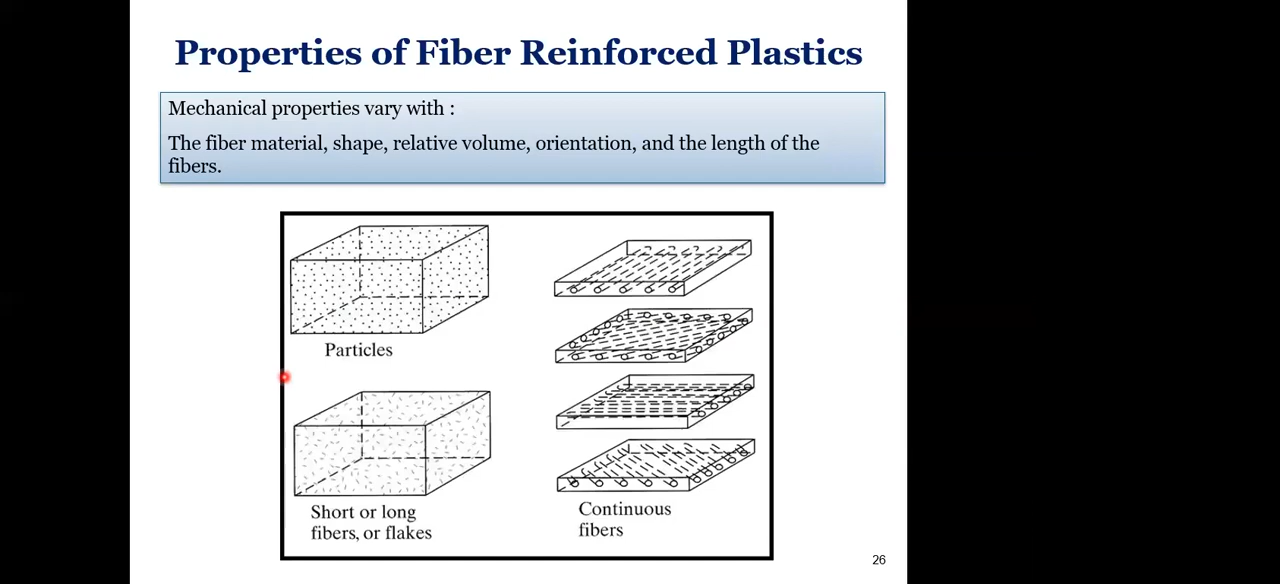 Properties of Fiber Reinforced Plastics
Mechanical properties vary with :
The fiber material, shape, relative volume, orientation, and the length of the
fibers.
Particles
Short or long
fibers, or flakes
Continuous
fibers
26